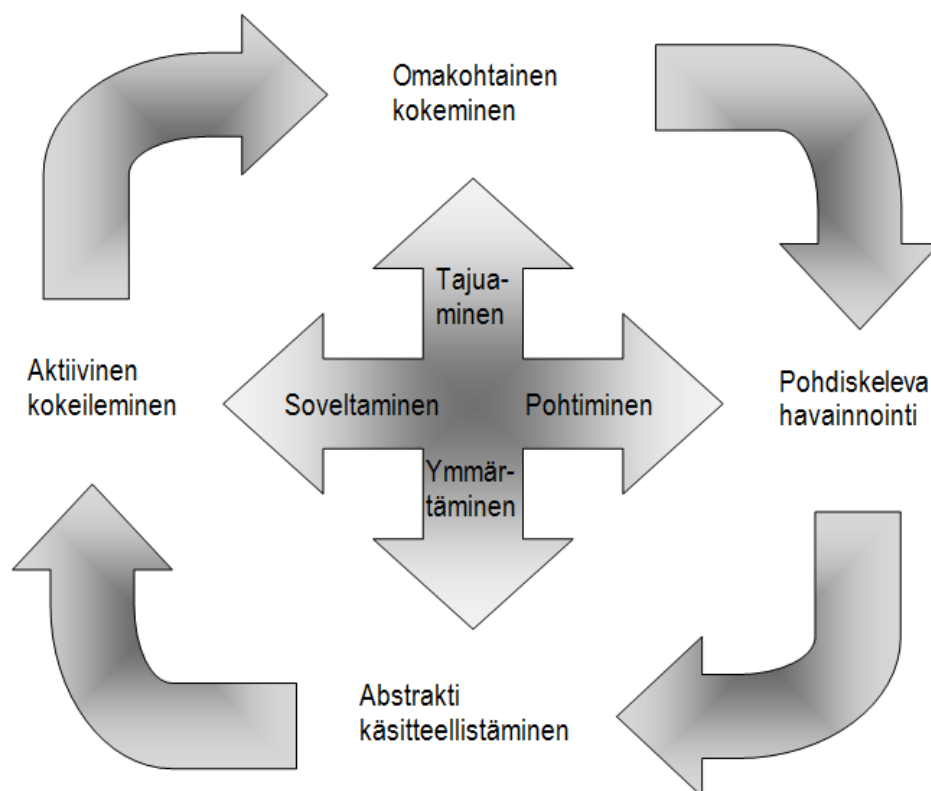 Omakohtainen
kokeminen
Tajua-
minen
Aktiivinen
kokeileminen
Soveltaminen
Pohtiminen
Pohdiskeleva
havainnointi
Ymmär-
täminen
Abstrakti
käsitteellistäminen